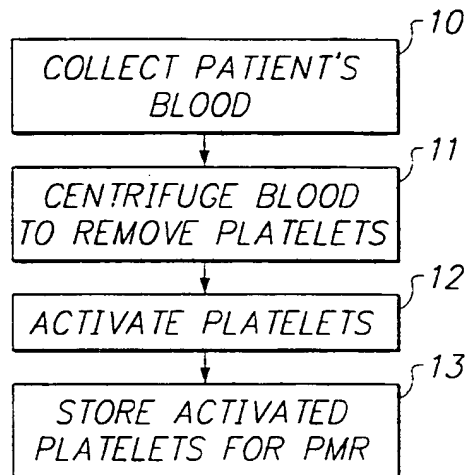 10
COLLECT PATIENT'S
BLOOD
11
CENTRIFUGE BLOOD
TO REMOVE PLATELETS
12
ACTIVATE PLATELETS
13
STORE ACTIVATED
PLATELETS FOR PMR